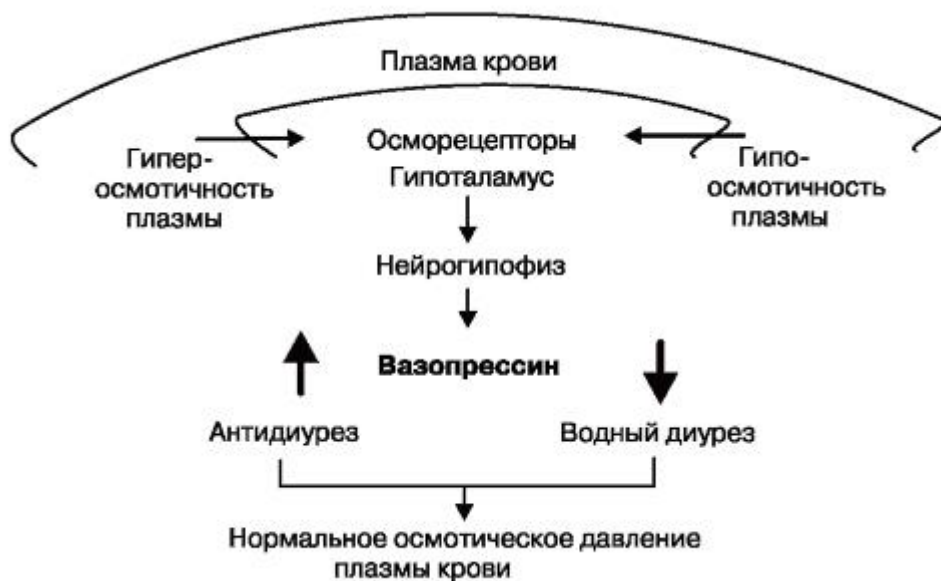 Плазма крови
Гипер-
осмотичность
плазмы
Осморецепторы
Гипоталамус
Гипо-
осмотичность
плазмы
Нейрогипофиз
Вазопрессин
Антидиурез
Водный диурез
Нормальное осмотическое давление
плазмы крови